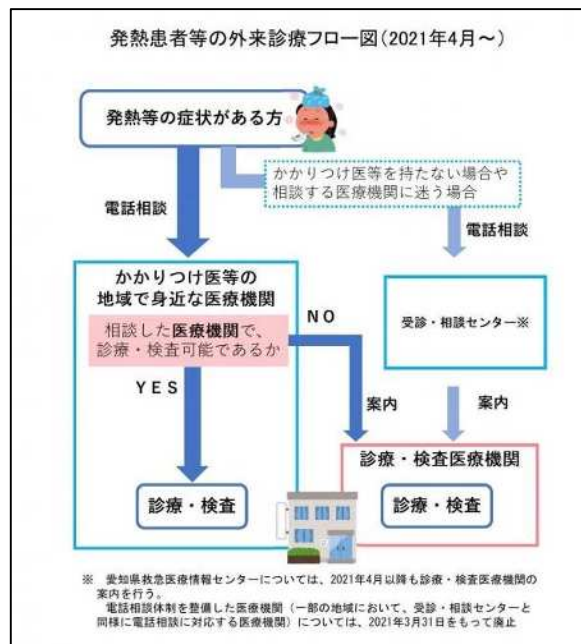 発熱患者等の外来診療フロー図(2021年4月～)
発熱等の症状がある方
かかりつけ医等を持たない場合や
相談する医療機関に迷う場合
電話相談
電話相談
かかりつけ医等の
地域で身近な医療機関
相談した医療機関で、
診療・検査可能であるか
NO
受診・相談センター※
YES
案内
案内
診療・検査医療機関
診療・検査
診療・検査
※ 愛知県救急医療情報センターについては、2021年4月以降も診療・検査医療機関の
案内を行う。
電話相談体制を整備した医療機関（一部の地域において、受診・相談センターと
同様に電話相談に対応する医療機関）については、2021年3月31日をもって廃止